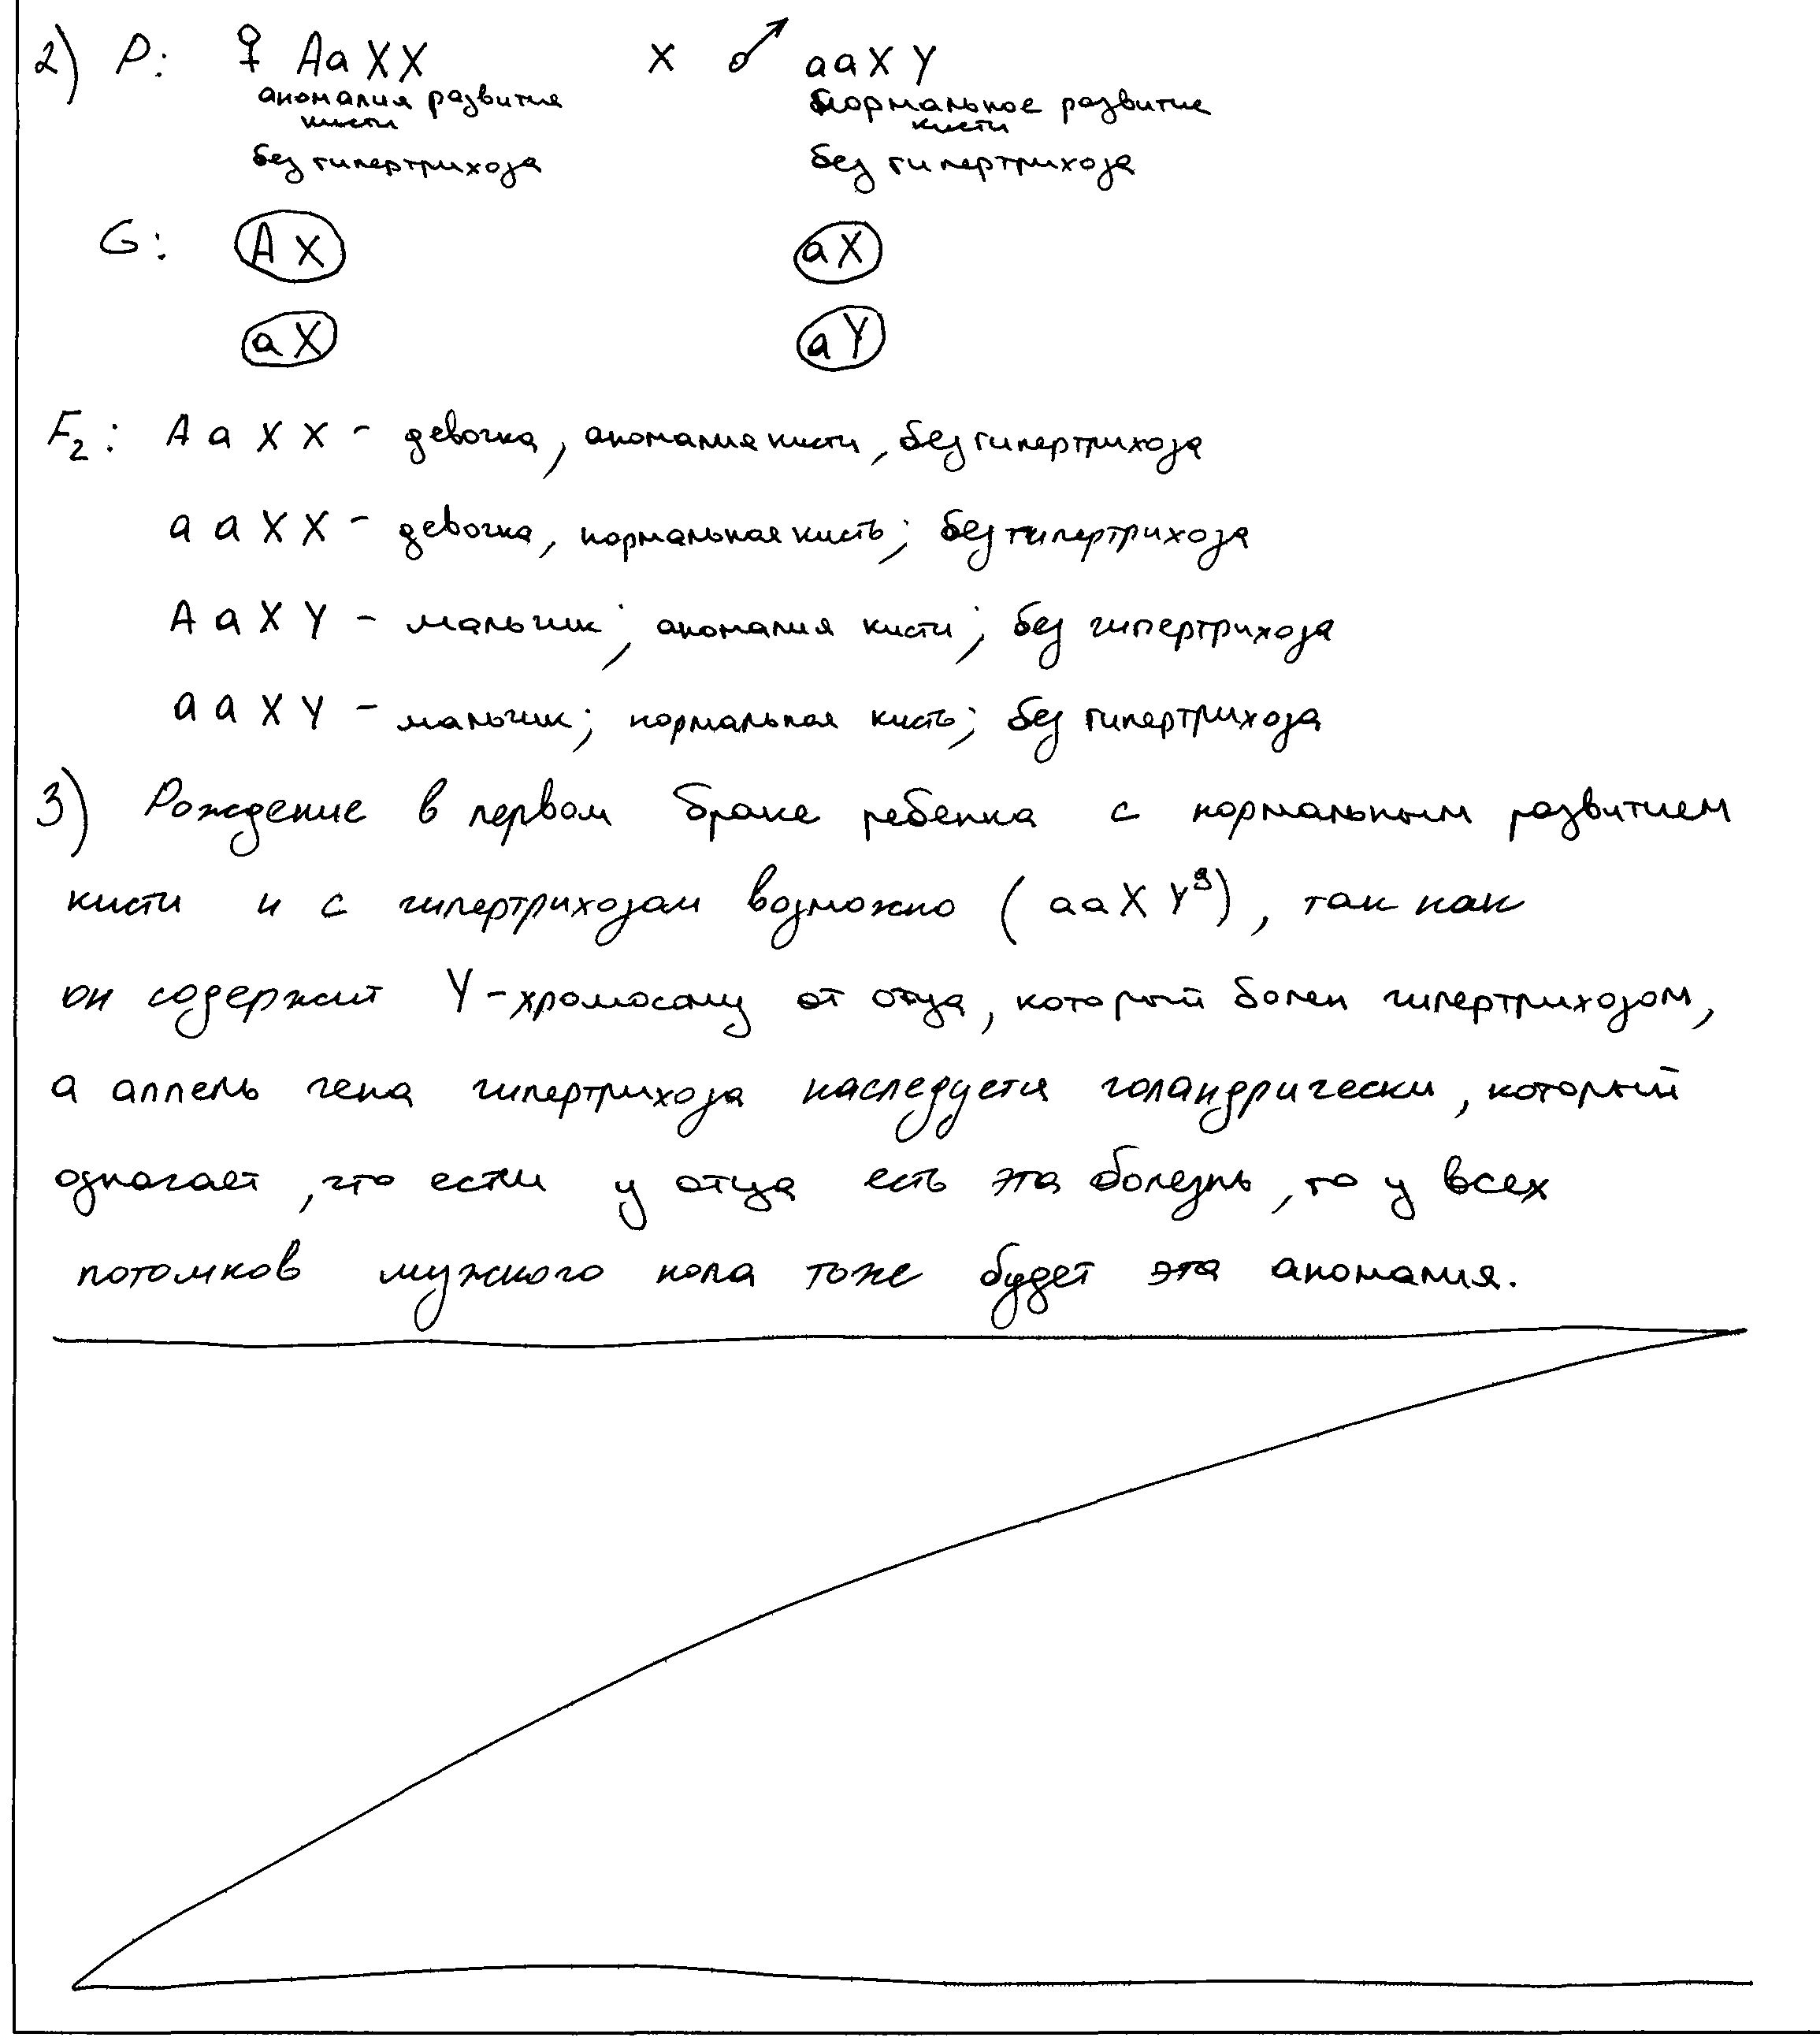 2) P: ♀ AaXX x ♂ aaXY
аномалия развития кисти нормальное развитие кисти
без гипертрихоза без гипертрихоза
G: AX aX
aX aY
F₂: AaXX - девочка, аномалия кисти, без гипертрихоза
aaXX - девочка, нормальная кисть; без гипертрихоза
AaXY - мальчик; аномалия кисти; без гипертрихоза
aaXY - мальчик; нормальная кисть; без гипертрихоза
3) Рождение в первом браке ребенка с нормальным развитием
кисти и с гипертрихозом возможно (aaXY), так как
он содержит Y-хромосому от отца, который болен гипертрихозом,
а аллель гена гипертрихоза наследуется голандрически, который
однагает, что если у отца есть эта болезнь, то у всех
потомков мужского пола тоже будет эта аномалия.